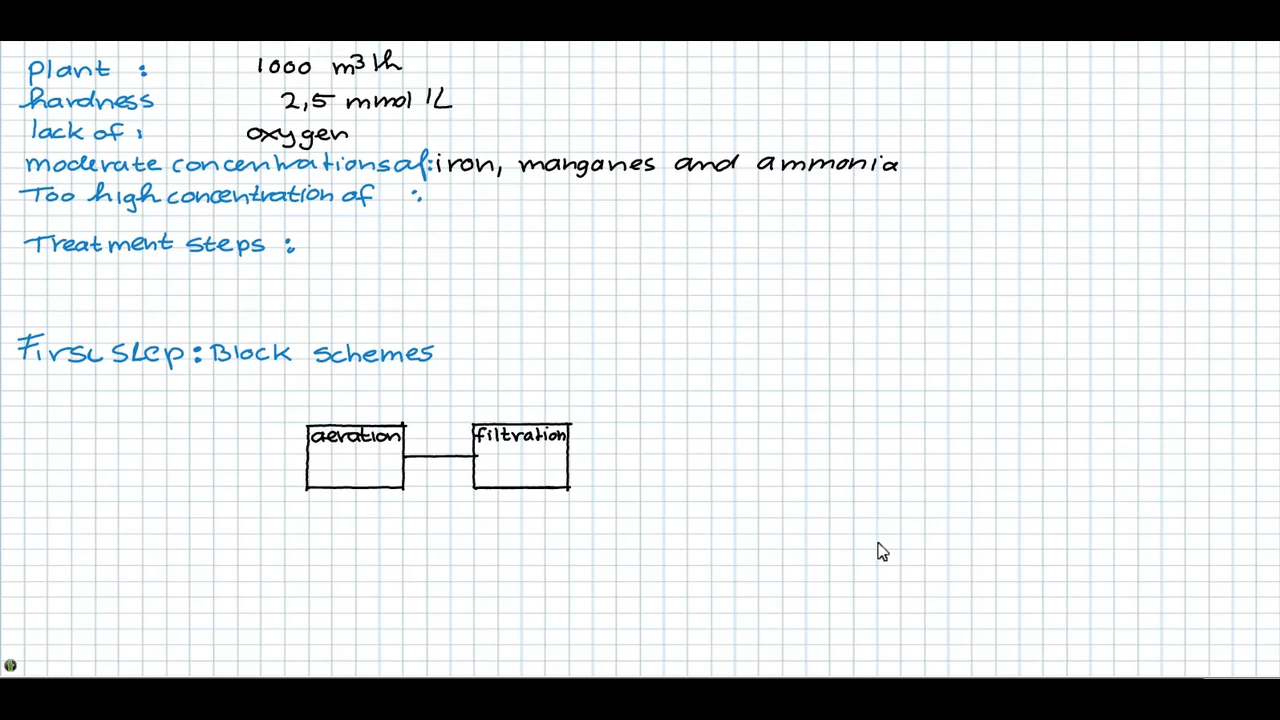 plant : 1000 m3/h
hardness 2,5 mmol/L
lack of : oxygen
moderate concentrations of: iron, manganes and ammonia
Too high concentration of :
Treatment steps :
First step: Block schemes
aeration filtration